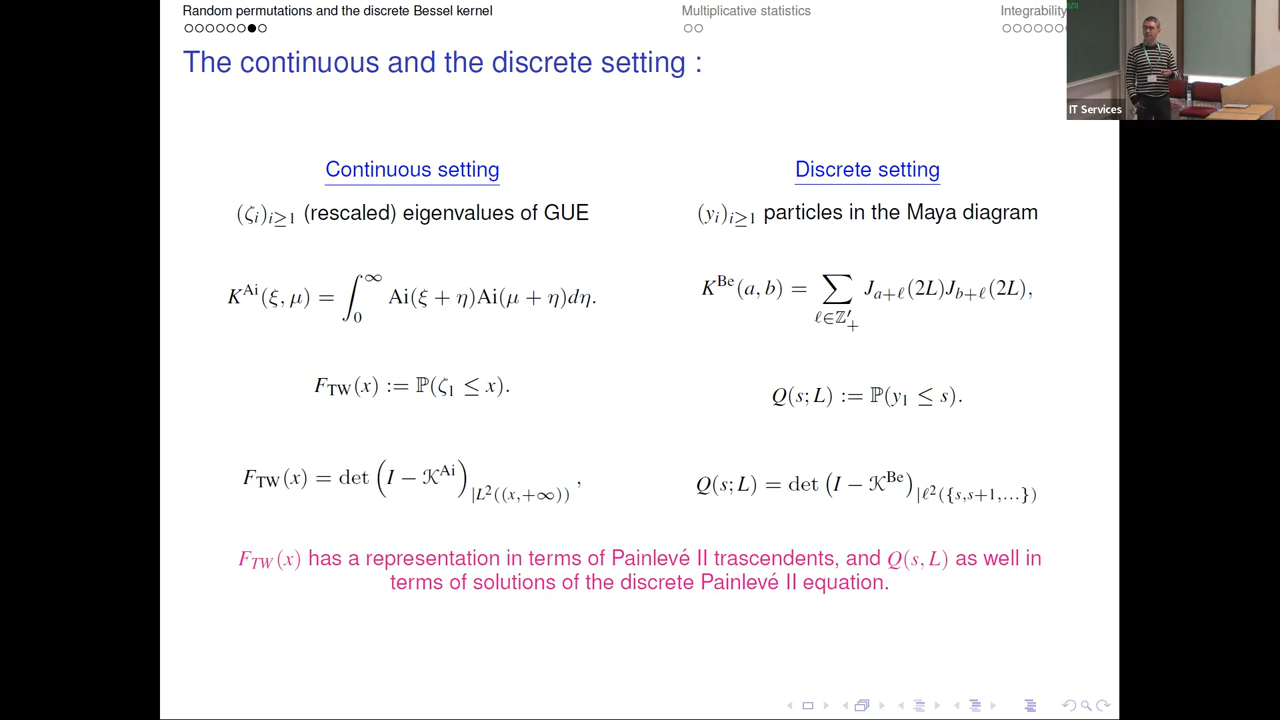 Random permutations and the discrete Bessel kernel
Multiplicative statistics
Integrability
The continuous and the discrete setting :
IT Services
Continuous setting
(ζ_i)_{i≥1} (rescaled) eigenvalues of GUE
K^{Ai}(ξ, μ) = ∫_0^∞ Ai(ξ + η)Ai(μ + η)dη.
F_{TW}(x) := ℙ(ζ_1 ≤ x).
F_{TW}(x) = det (I − 𝒦^{Ai})_{|L^2((x,+∞))} ,
Discrete setting
(y_i)_{i≥1} particles in the Maya diagram
K^{Be}(a, b) = ∑_{ℓ∈ℤ′_+} J_{a+ℓ}(2L)J_{b+ℓ}(2L),
Q(s; L) := ℙ(y_1 ≤ s).
Q(s; L) = det (I − 𝒦^{Be})_{|ℓ^2({s,s+1,…})}
F_{TW}(x) has a representation in terms of Painlevé II trascendents, and Q(s, L) as well in
terms of solutions of the discrete Painlevé II equation.